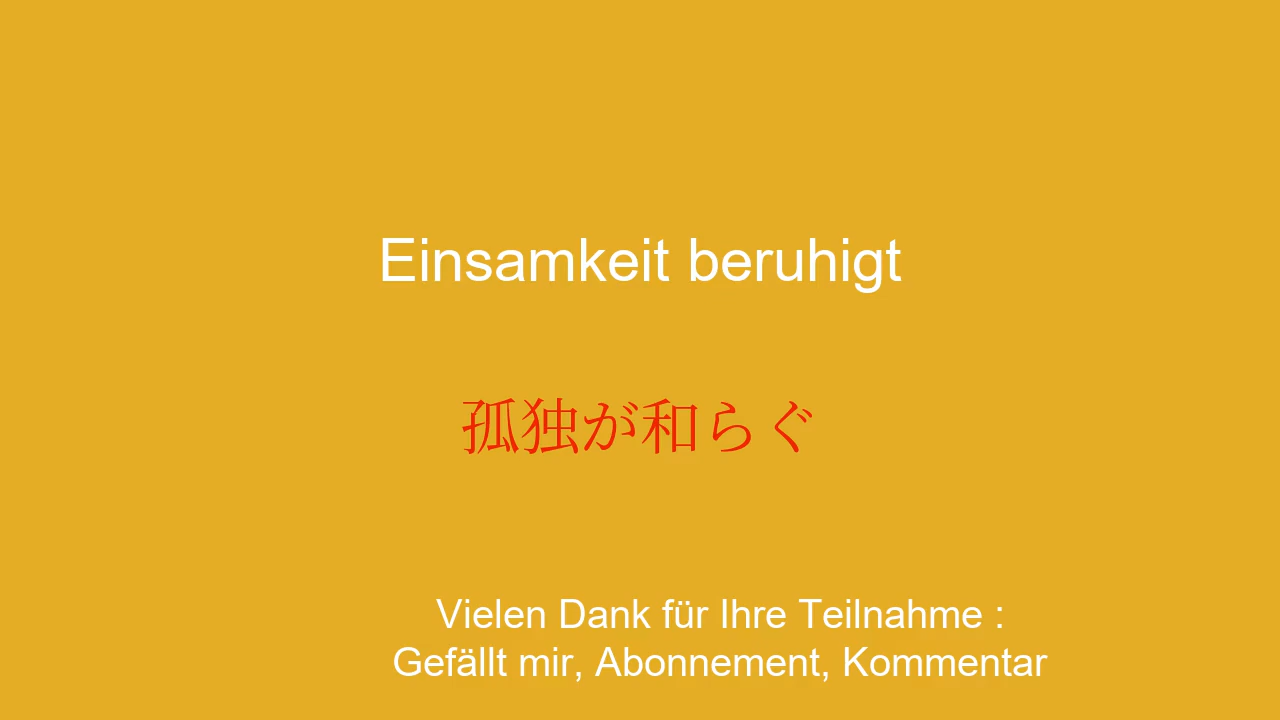 Einsamkeit beruhigt
孤独が和らぐ
Vielen Dank für Ihre Teilnahme :
Gefällt mir, Abonnement, Kommentar